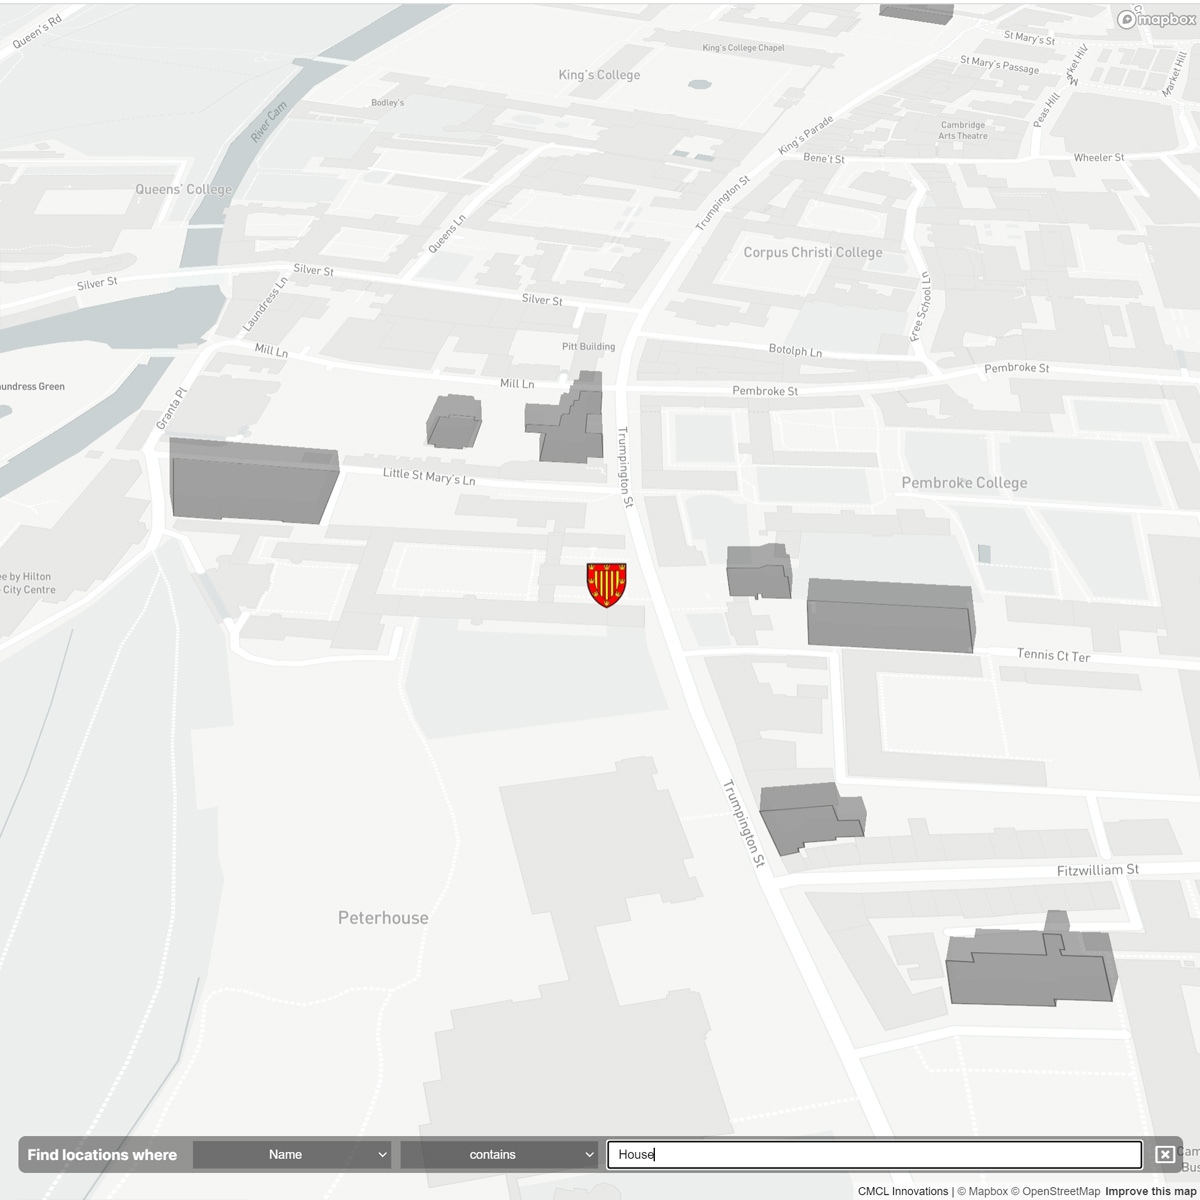 Queen's Rd
mapbox
King's College Chapel
St Mary's St
St Mary's Passage
Market Hill
King's College
Bodley's
River Cam
King's Parade
Cambridge
Arts Theatre
Peas Hill
Bene't St
Wheeler St
Queens' College
Trumpington St
Queens Ln
Corpus Christi College
Silver St
Silver St
Silver St
Laundress Ln
Free School Ln
Mill Ln
Pitt Building
Botolph Ln
Pembroke St
Pembroke St
Mill Ln
aundress Green
Granta Pl
Trumpington St
Little St Mary's Ln
Pembroke College
ee by Hilton
City Centre
Tennis Ct Ter
Trumpington St
Fitzwilliam St
Peterhouse
Find locations where
Name
contains
House
Cam
Bus
CMCL Innovations | © Mapbox © OpenStreetMap Improve this map